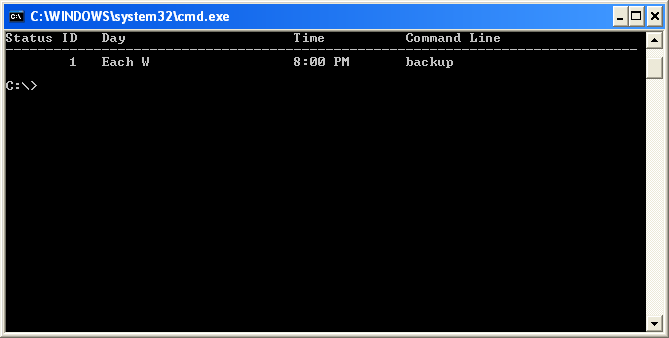 C:\WINDOWS\system32\cmd.exe
Status ID   Day                     Time          Command Line
        1   Each W                  8:00 PM       backup
C:\>